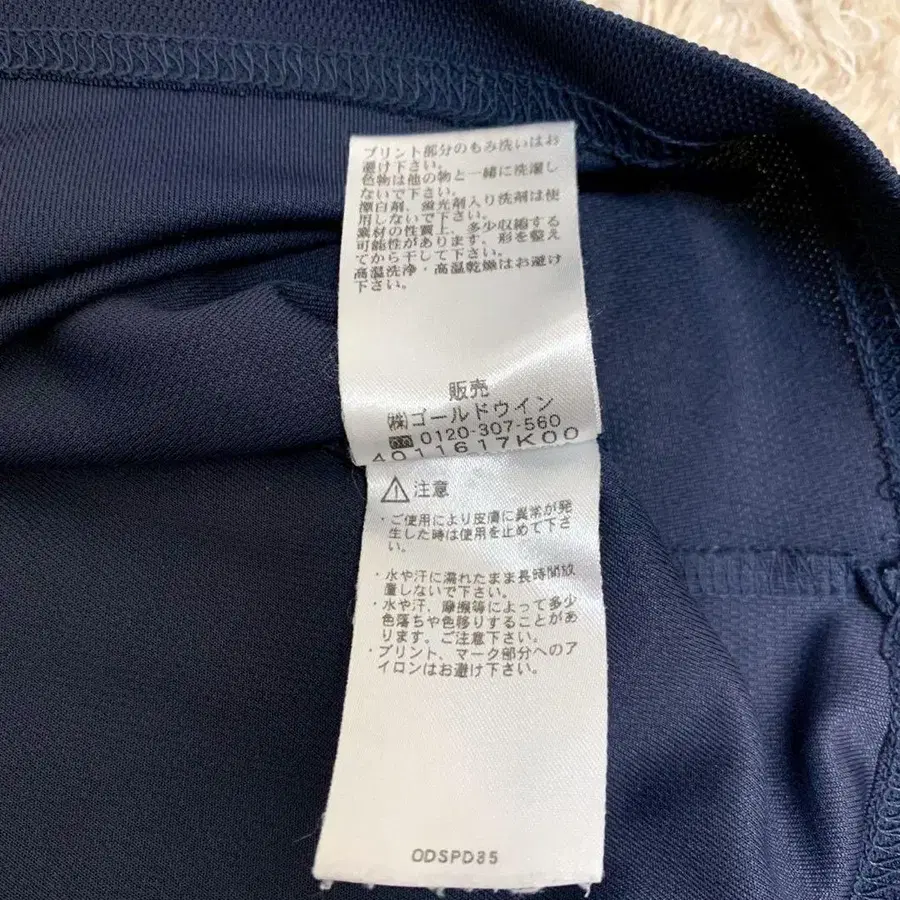 プリント部分のもみ洗いはお
避け下さい。
色物は他の物と一緒に洗濯し
ないで下さい。
漂白剤、蛍光剤入り洗剤は使
用しないで下さい。
素材の性質上、多少収縮する
可能性があります。形を整え
てから干して下さい。
高温洗浄・高温乾燥はお避け
下さい。
販売
㈱ゴールドウイン
0120-307-560
4011617K00
⚠注意
・ご使用により皮膚に異常が発
生した時は使用を止めて下さ
い。
・水や汗に濡れたまま長時間放
置しないで下さい。
・水や汗、摩擦等によって多少
色落ちや色移りすることがあ
ります。ご注意下さい。
・プリント、マーク部分へのア
イロンはお避け下さい。
ODSPD35